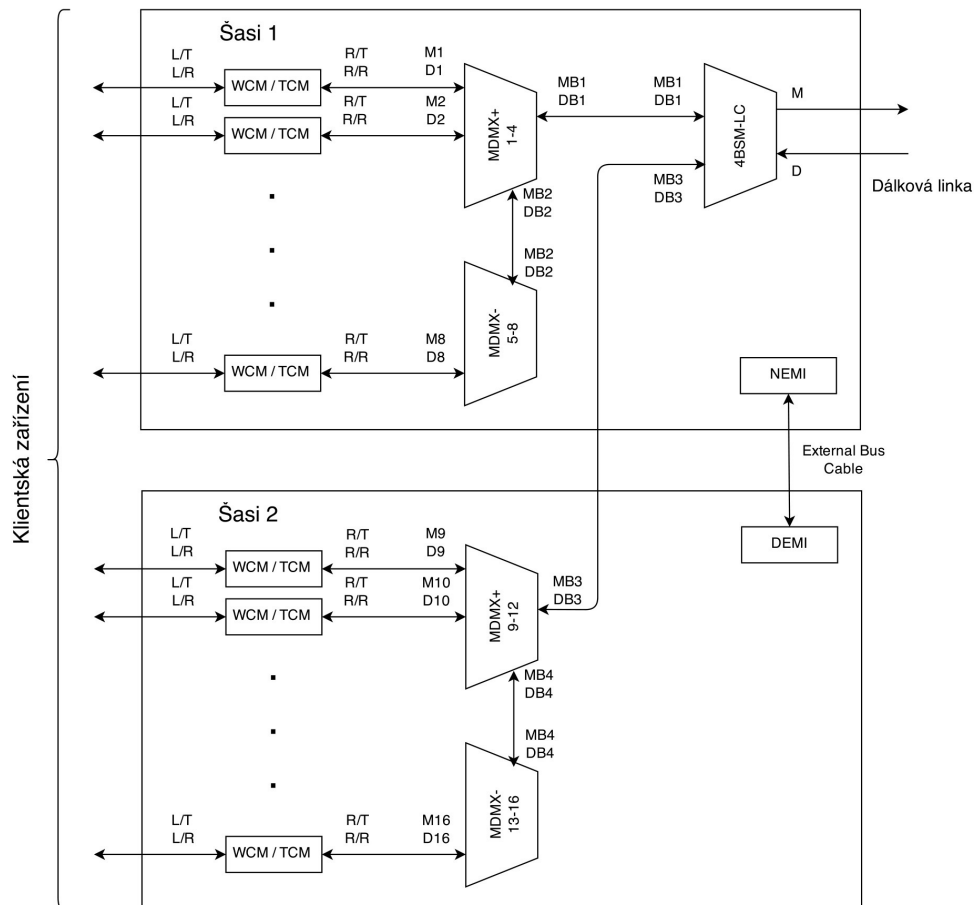 Šasi 1
L/T
L/R
WCM / TCM
R/T
R/R
M1
D1
L/T
L/R
WCM / TCM
R/T
R/R
M2
D2
MDMX+
1-4
MB1
DB1
MB1
DB1
4BSM-LC
M
D
Dálková linka
MB3
DB3
MB2
DB2
MB2
DB2
MDMX-
5-8
L/T
L/R
WCM / TCM
R/T
R/R
M8
D8
NEMI
External Bus
Cable
DEMI
Klientská zařízení
Šasi 2
L/T
L/R
WCM / TCM
R/T
R/R
M9
D9
L/T
L/R
WCM / TCM
R/T
R/R
M10
D10
MDMX+
9-12
MB3
DB3
MB4
DB4
MB4
DB4
MDMX-
13-16
L/T
L/R
WCM / TCM
R/T
R/R
M16
D16